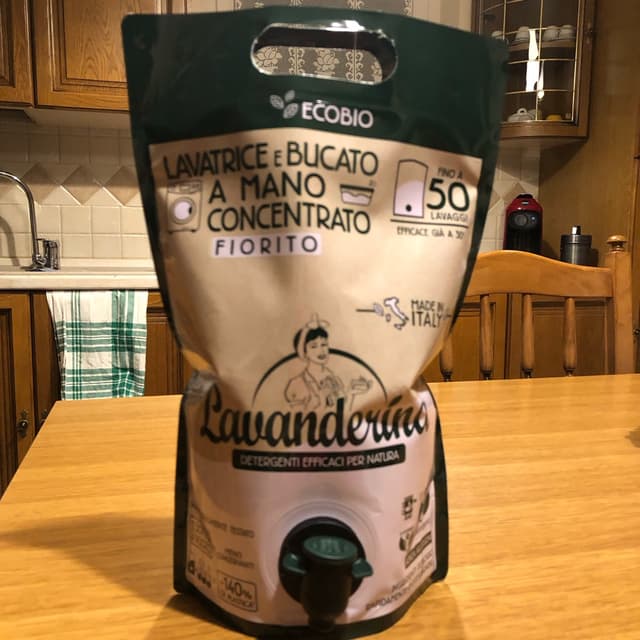 ECOBIO
LAVATRICE E BUCATO
A MANO
CONCENTRATO
FIORITO
FINO A
50
LAVAGGI
EFFICACE GIÀ A 30°
MADE IN
ITALY
Lavanderino
DETERGENTI EFFICACI PER NATURA